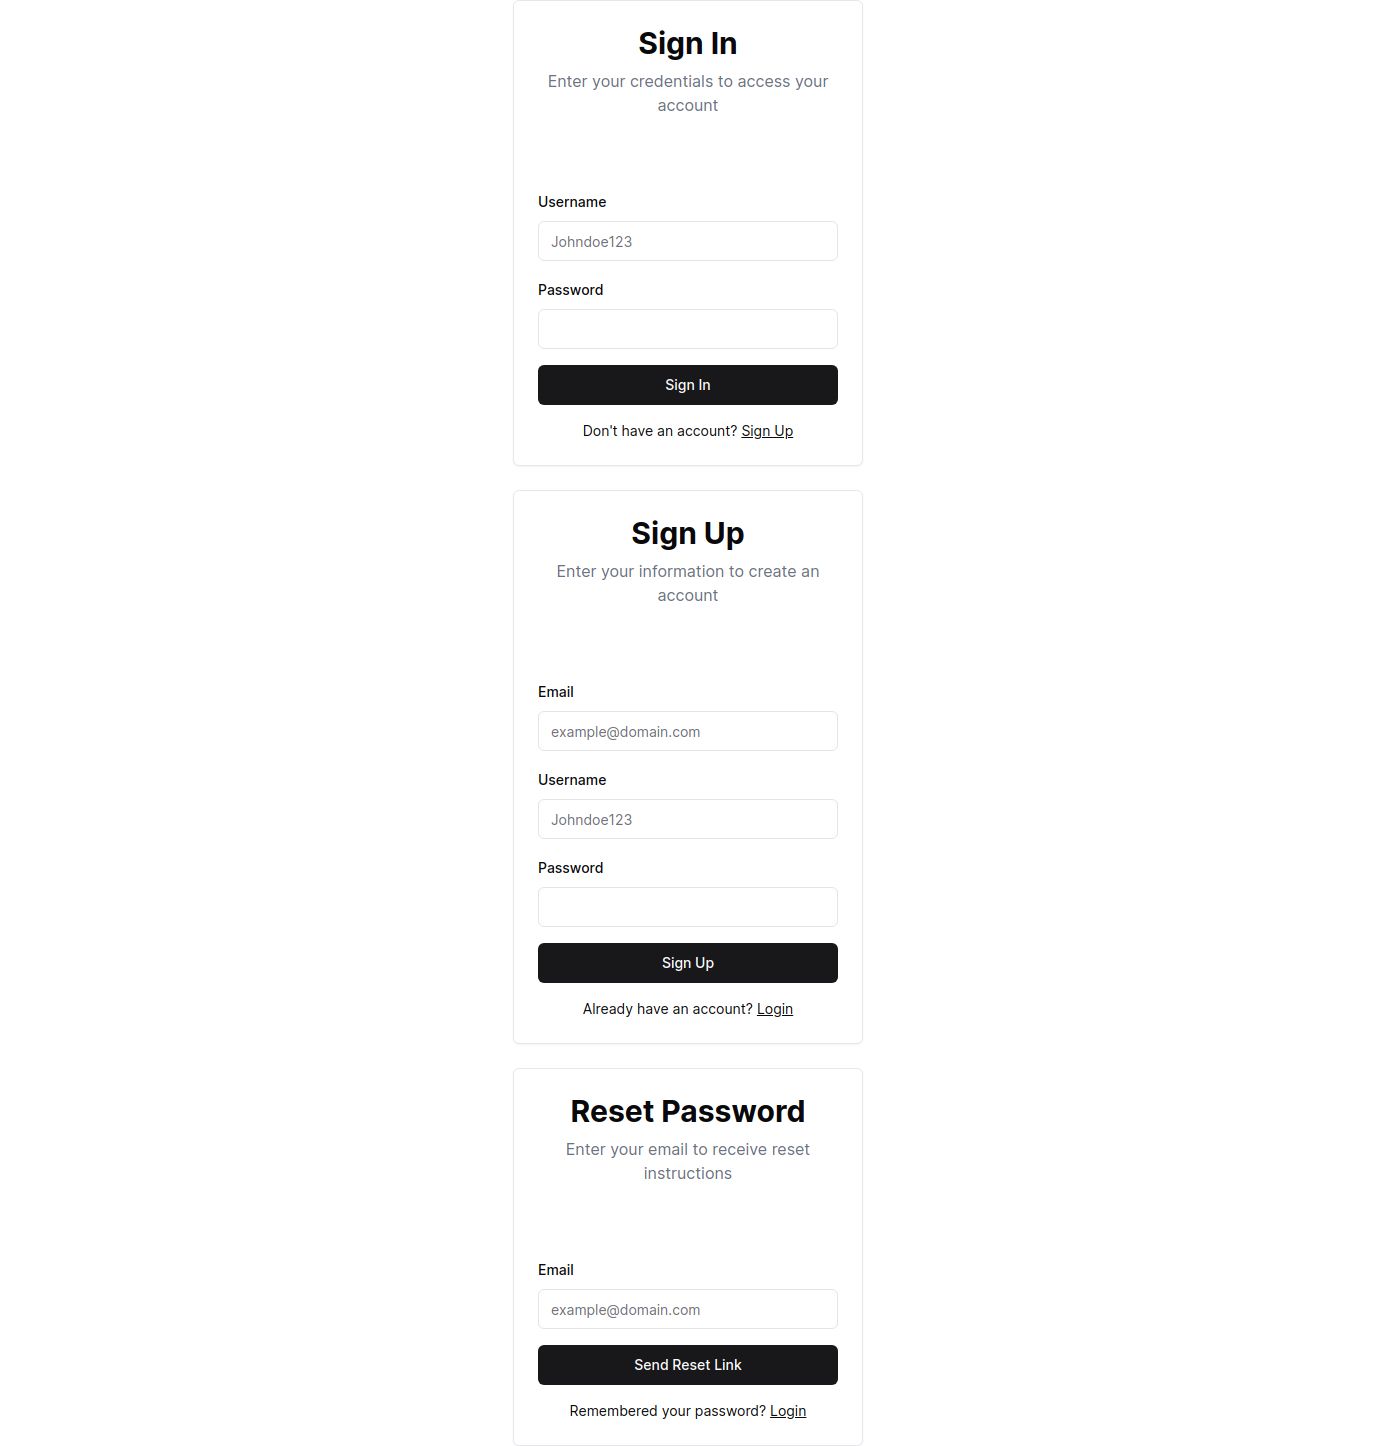 Sign In
Enter your credentials to access your
account
Username
Johndoe123
Password
Sign In
Don't have an account? Sign Up
Sign Up
Enter your information to create an
account
Email
example@domain.com
Username
Johndoe123
Password
Sign Up
Already have an account? Login
Reset Password
Enter your email to receive reset
instructions
Email
example@domain.com
Send Reset Link
Remembered your password? Login